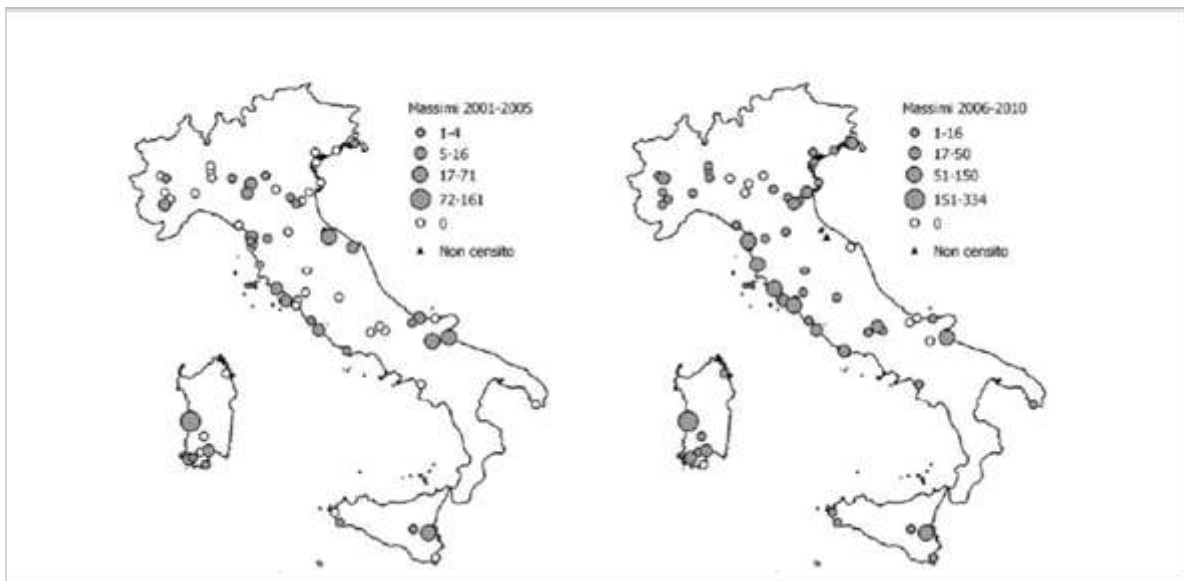 Massimi 2001-2005
1-4
5-16
17-71
72-161
0
Non censito
Massimi 2006-2010
1-16
17-50
51-150
151-334
0
Non censito